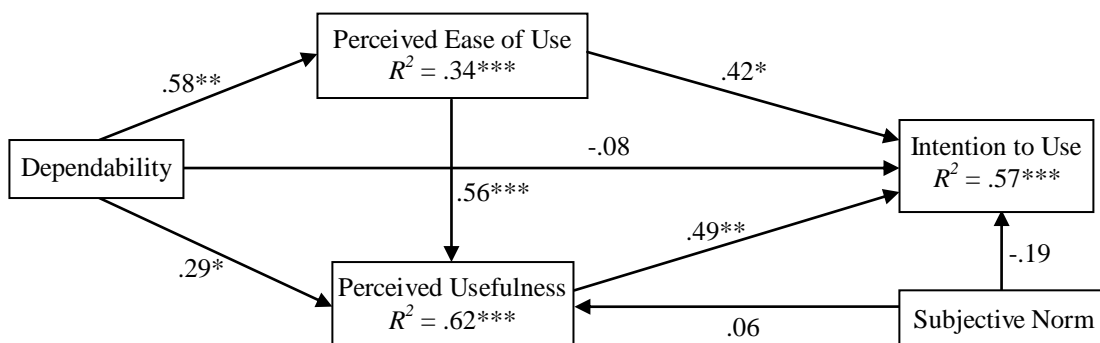 Perceived Ease of Use
R² = .34***
.58**
.42*
Dependability
-.08
Intention to Use
R² = .57***
.56***
.49**
.29*
Perceived Usefulness
R² = .62***
-.19
.06
Subjective Norm